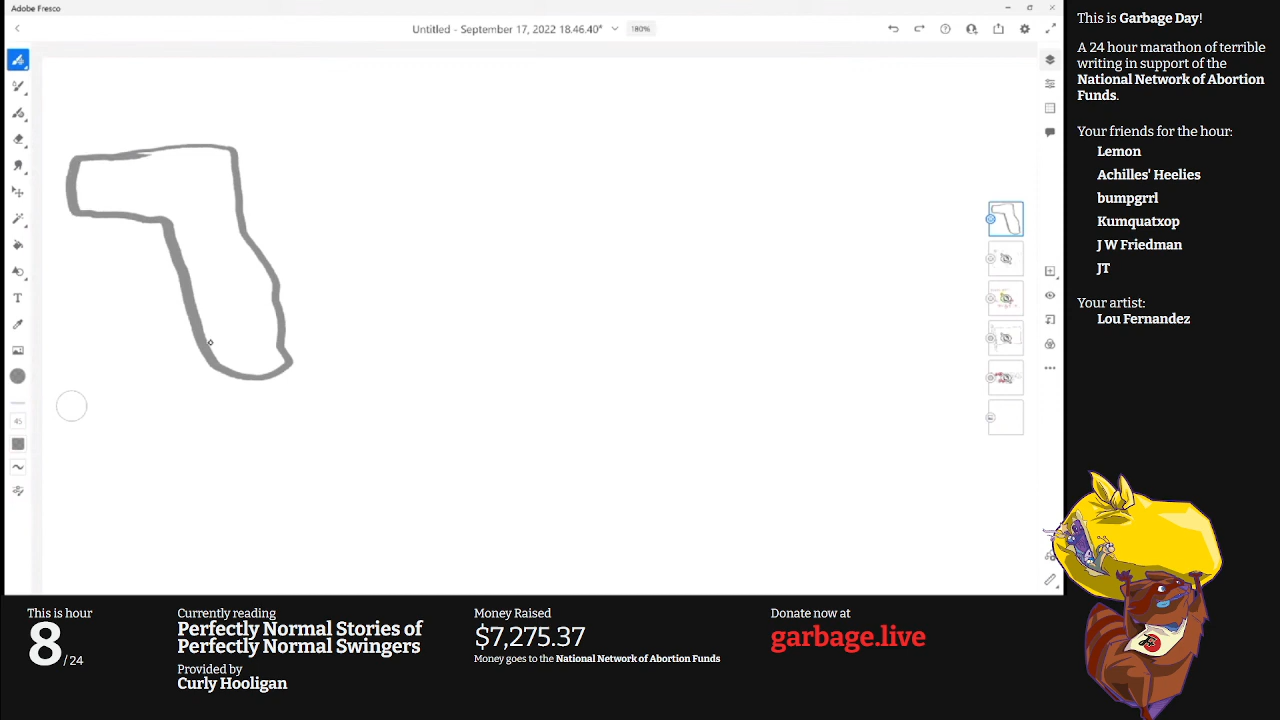 Adobe Fresco
Untitled - September 17, 2022 18.46.40*
180%
45
This is Garbage Day!
A 24 hour marathon of terrible
writing in support of the
National Network of Abortion
Funds.
Your friends for the hour:
Lemon
Achilles' Heelies
bumpgrrl
Kumquatxop
J W Friedman
JT
Your artist:
Lou Fernandez
This is hour
8 / 24
Currently reading
Perfectly Normal Stories of
Perfectly Normal Swingers
Provided by
Curly Hooligan
Money Raised
$7,275.37
Money goes to the National Network of Abortion Funds
Donate now at
garbage.live